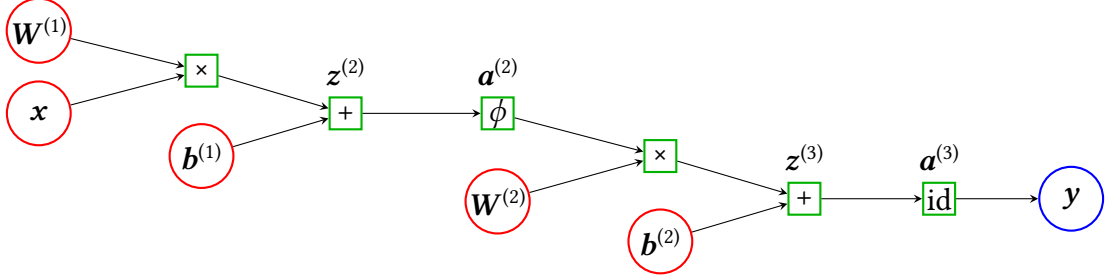 W^(1)
×
z^(2)
a^(2)
x
+
ϕ
b^(1)
×
z^(3)
a^(3)
W^(2)
+
id
y
b^(2)